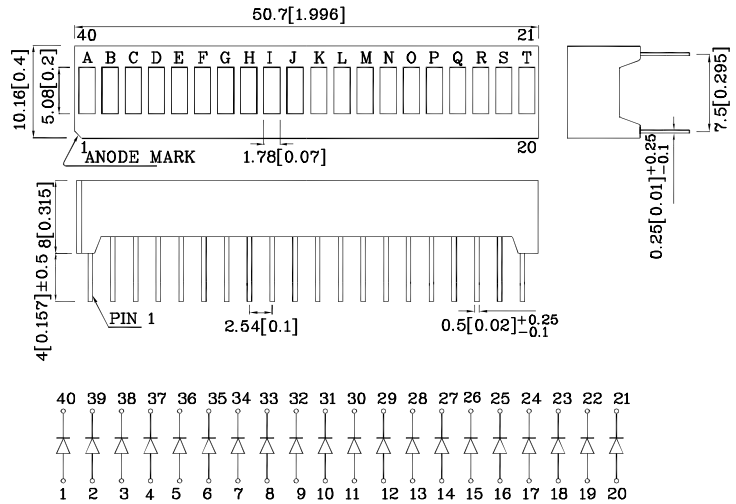 50.7[1.996]
40 21
A B C D E F G H I J K L M N O P Q R S T
10.16[0.4]
5.08[0.2]
1 20
ANODE MARK
1.78[0.07]
7.5[0.295]
0.25[0.01]+0.25 -0.1
8[0.315]
4[0.157]±0.5
PIN 1
2.54[0.1]
0.5[0.02]+0.25 -0.1
40 39 38 37 36 35 34 33 32 31 30 29 28 27 26 25 24 23 22 21
1 2 3 4 5 6 7 8 9 10 11 12 13 14 15 16 17 18 19 20